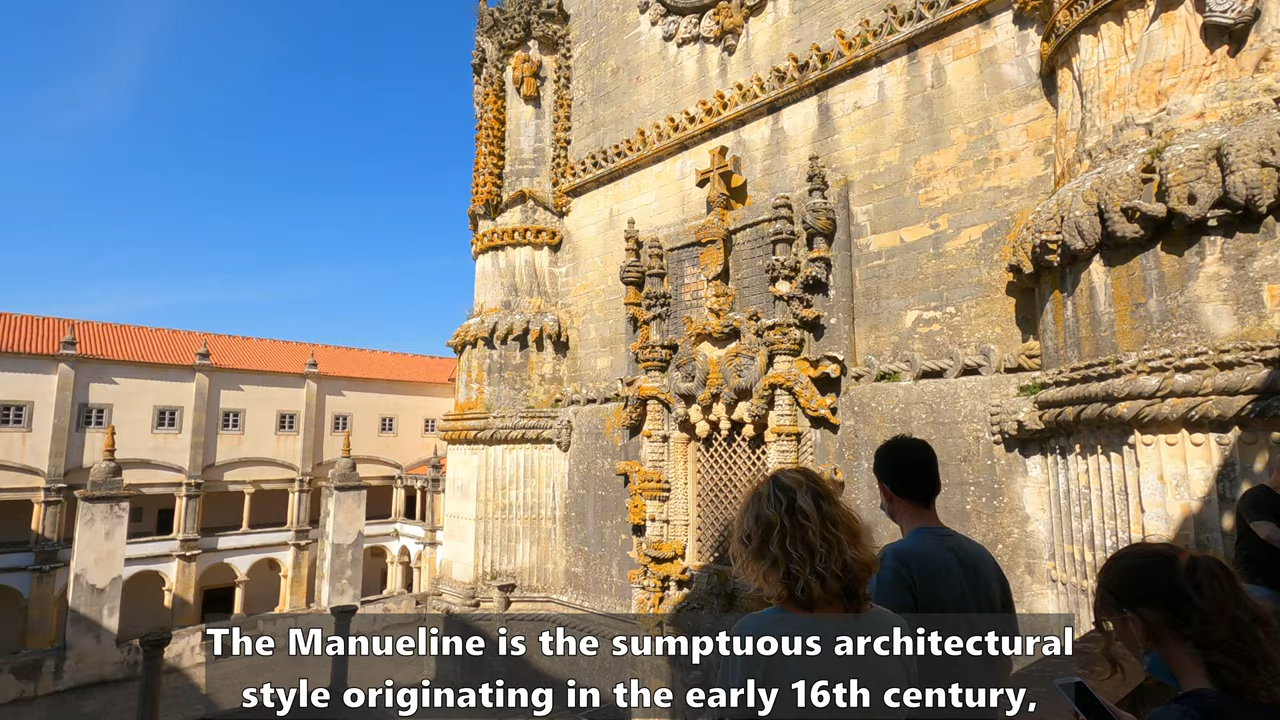 The Manueline is the sumptuous architectural
style originating in the early 16th century,